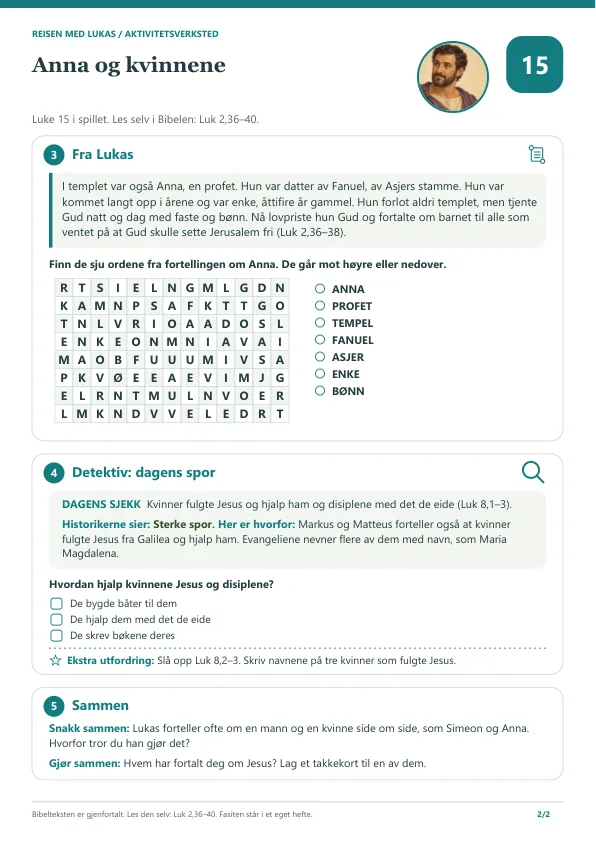 REISEN MED LUKAS / AKTIVITETSVERKSTED
Anna og kvinnene
15
Luke 15 i spillet. Les selv i Bibelen: Luk 2,36–40.
3 Fra Lukas
I templet var også Anna, en profet. Hun var datter av Fanuel, av Asjers stamme. Hun var
kommet langt opp i årene og var enke, åttifire år gammel. Hun forlot aldri templet, men tjente
Gud natt og dag med faste og bønn. Nå lovpriste hun Gud og fortalte om barnet til alle som
ventet på at Gud skulle sette Jerusalem fri (Luk 2,36–38).
Finn de sju ordene fra fortellingen om Anna. De går mot høyre eller nedover.
R T S I E L N G M L G D N
K A M N P S A F K T T G O
T N L V R I O A A D O S L
E N K E O N M N I A V A I
M A O B F U U U M I V S A
P K V Ø E E A E V I M J G
E L R N T M U L N V O E R
L M K N D V V E L E D R T
ANNA
PROFET
TEMPEL
FANUEL
ASJER
ENKE
BØNN
4 Detektiv: dagens spor
DAGENS SJEKK Kvinner fulgte Jesus og hjalp ham og disiplene med det de eide (Luk 8,1–3).
Historikerne sier: Sterke spor. Her er hvorfor: Markus og Matteus forteller også at kvinner
fulgte Jesus fra Galilea og hjalp ham. Evangeliene nevner flere av dem med navn, som Maria
Magdalena.
Hvordan hjalp kvinnene Jesus og disiplene?
De bygde båter til dem
De hjalp dem med det de eide
De skrev bøkene deres
Ekstra utfordring: Slå opp Luk 8,2–3. Skriv navnene på tre kvinner som fulgte Jesus.
5 Sammen
Snakk sammen: Lukas forteller ofte om en mann og en kvinne side om side, som Simeon og Anna.
Hvorfor tror du han gjør det?
Gjør sammen: Hvem har fortalt deg om Jesus? Lag et takkekort til en av dem.
Bibelteksten er gjenfortalt. Les den selv: Luk 2,36–40. Fasiten står i et eget hefte.
2/2